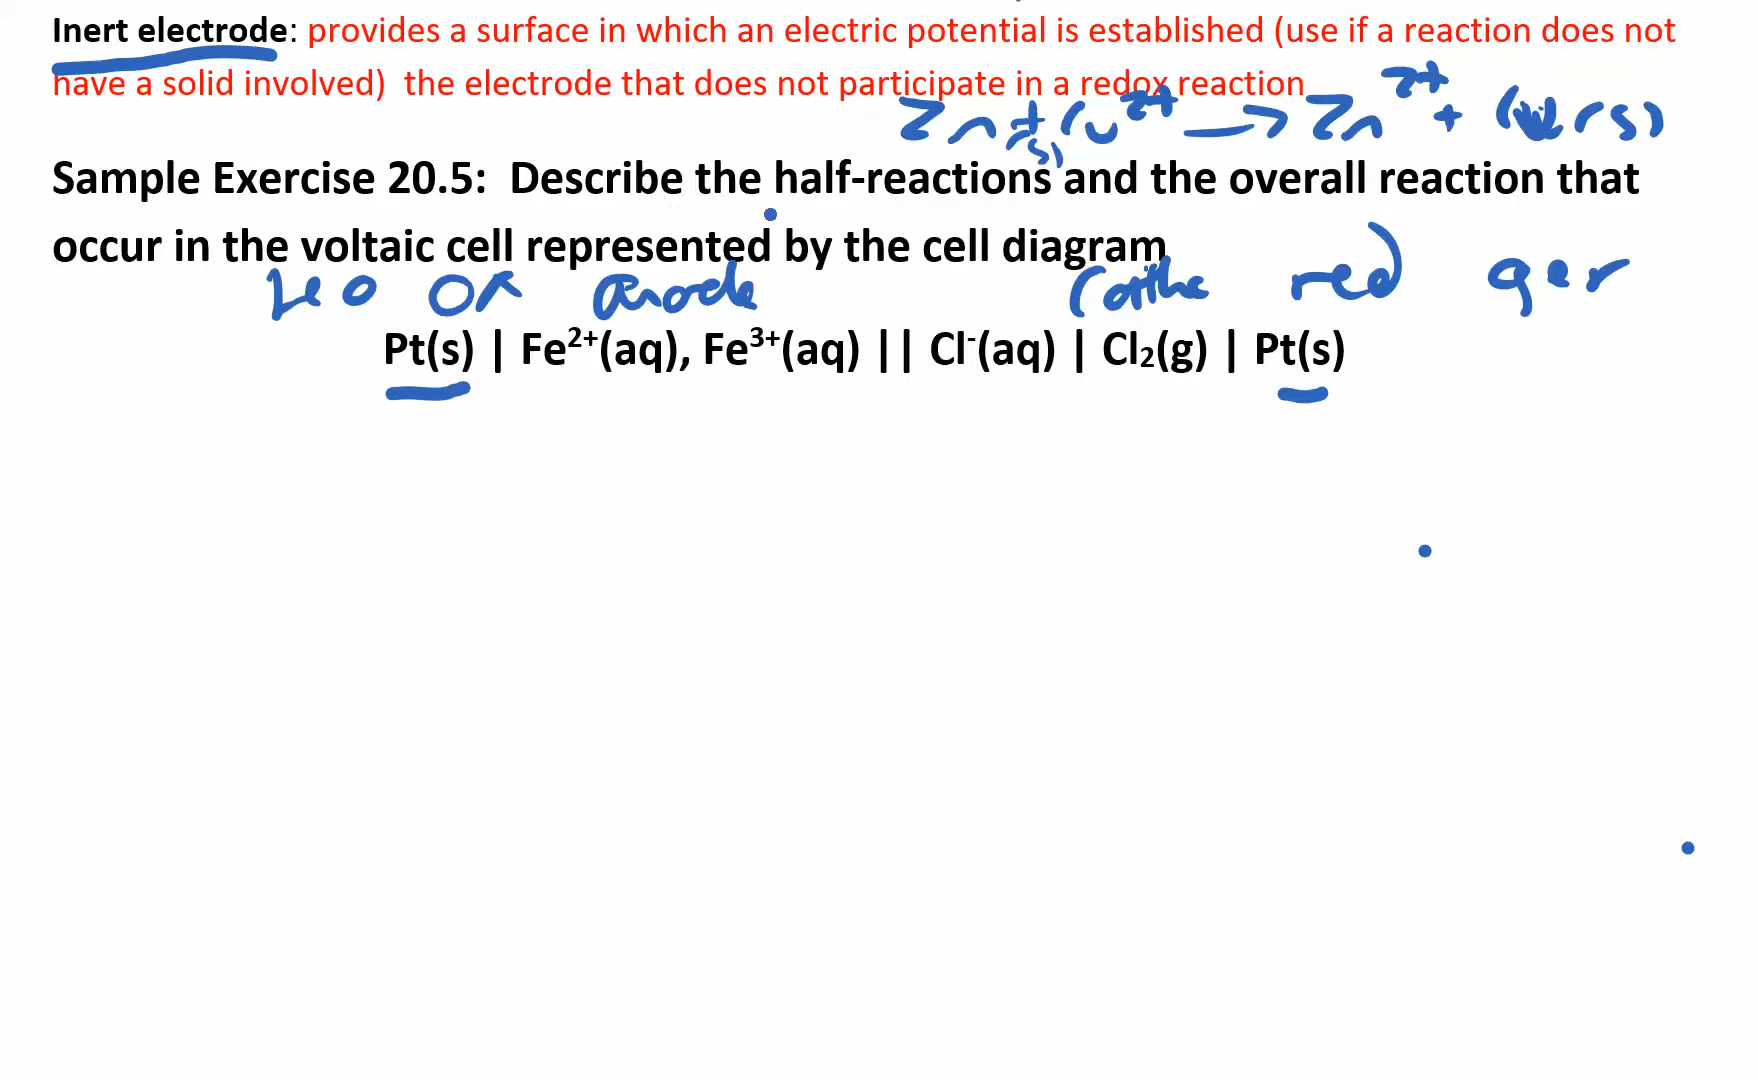 Inert electrode: provides a surface in which an electric potential is established (use if a reaction does not
have a solid involved)  the electrode that does not participate in a redox reaction
Zn(s) + Cu²⁺ → Zn²⁺ + Cu(s)
Sample Exercise 20.5:  Describe the half-reactions and the overall reaction that
occur in the voltaic cell represented by the cell diagram
Leo ox anode red ger
Pt(s) | Fe²⁺(aq), Fe³⁺(aq) || Cl⁻(aq) | Cl₂(g) | Pt(s)